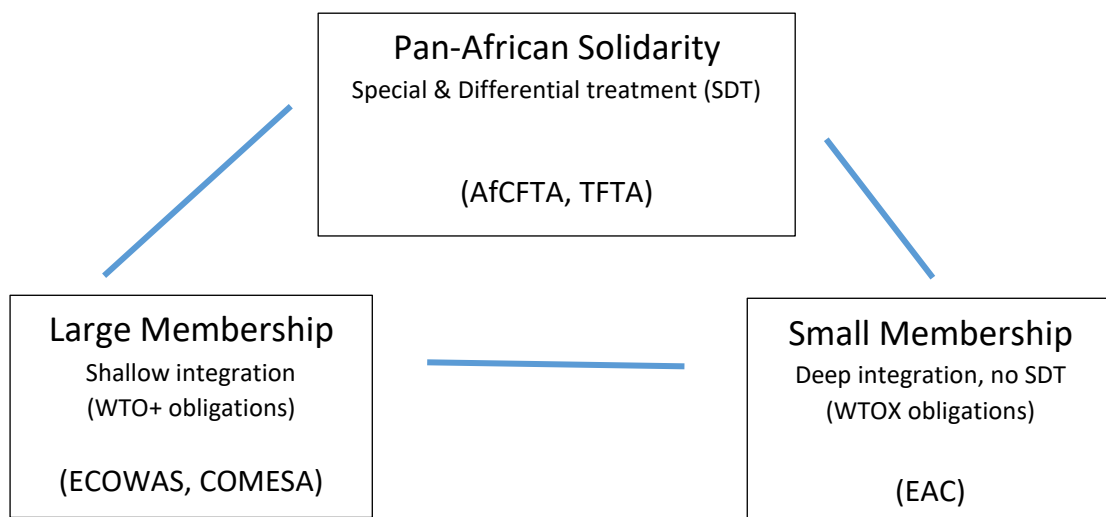 Pan-African Solidarity
Special & Differential treatment (SDT)
(AfCFTA, TFTA)
Large Membership
Shallow integration
(WTO+ obligations)
(ECOWAS, COMESA)
Small Membership
Deep integration, no SDT
(WTOX obligations)
(EAC)